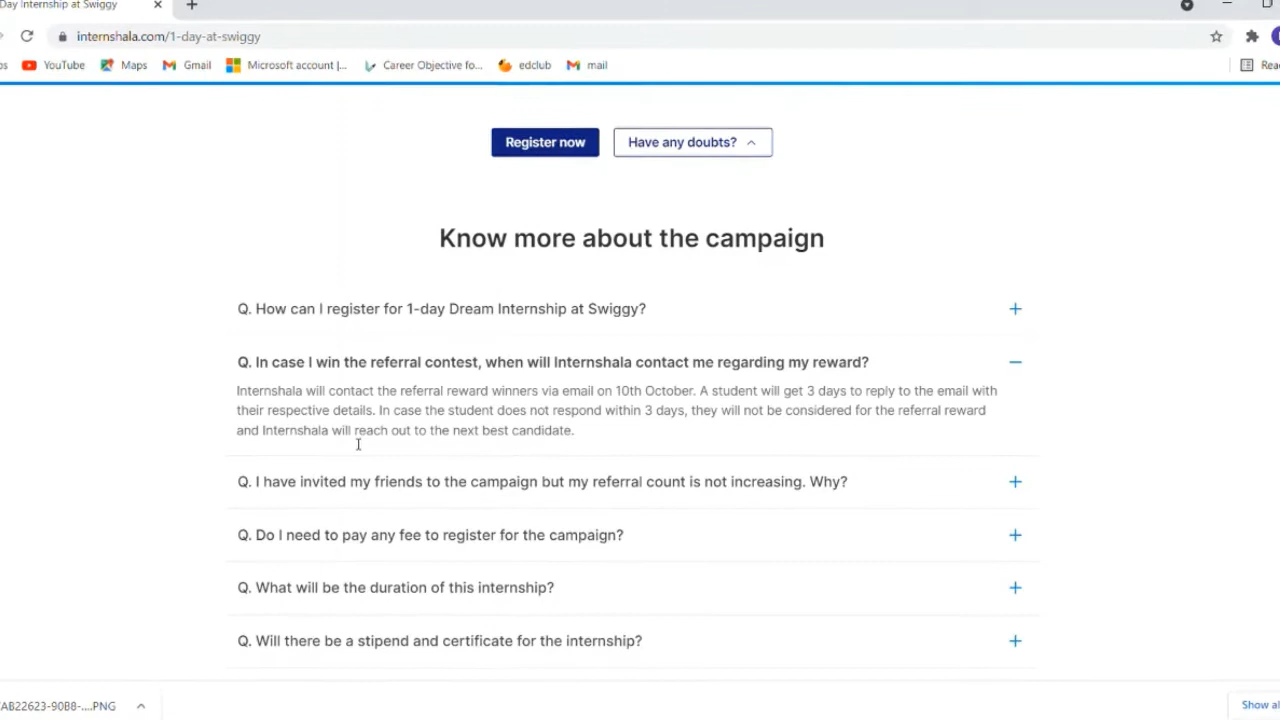 Day Internship at Swiggy
internshala.com/1-day-at-swiggy
YouTube Maps Gmail Microsoft account |... Career Objective fo... edclub mail
Register now Have any doubts?
Know more about the campaign
Q. How can I register for 1-day Dream Internship at Swiggy?
Q. In case I win the referral contest, when will Internshala contact me regarding my reward?
Internshala will contact the referral reward winners via email on 10th October. A student will get 3 days to reply to the email with
their respective details. In case the student does not respond within 3 days, they will not be considered for the referral reward
and Internshala will reach out to the next best candidate.
Q. I have invited my friends to the campaign but my referral count is not increasing. Why?
Q. Do I need to pay any fee to register for the campaign?
Q. What will be the duration of this internship?
Q. Will there be a stipend and certificate for the internship?
AB22623-90B8-....PNG
Show al